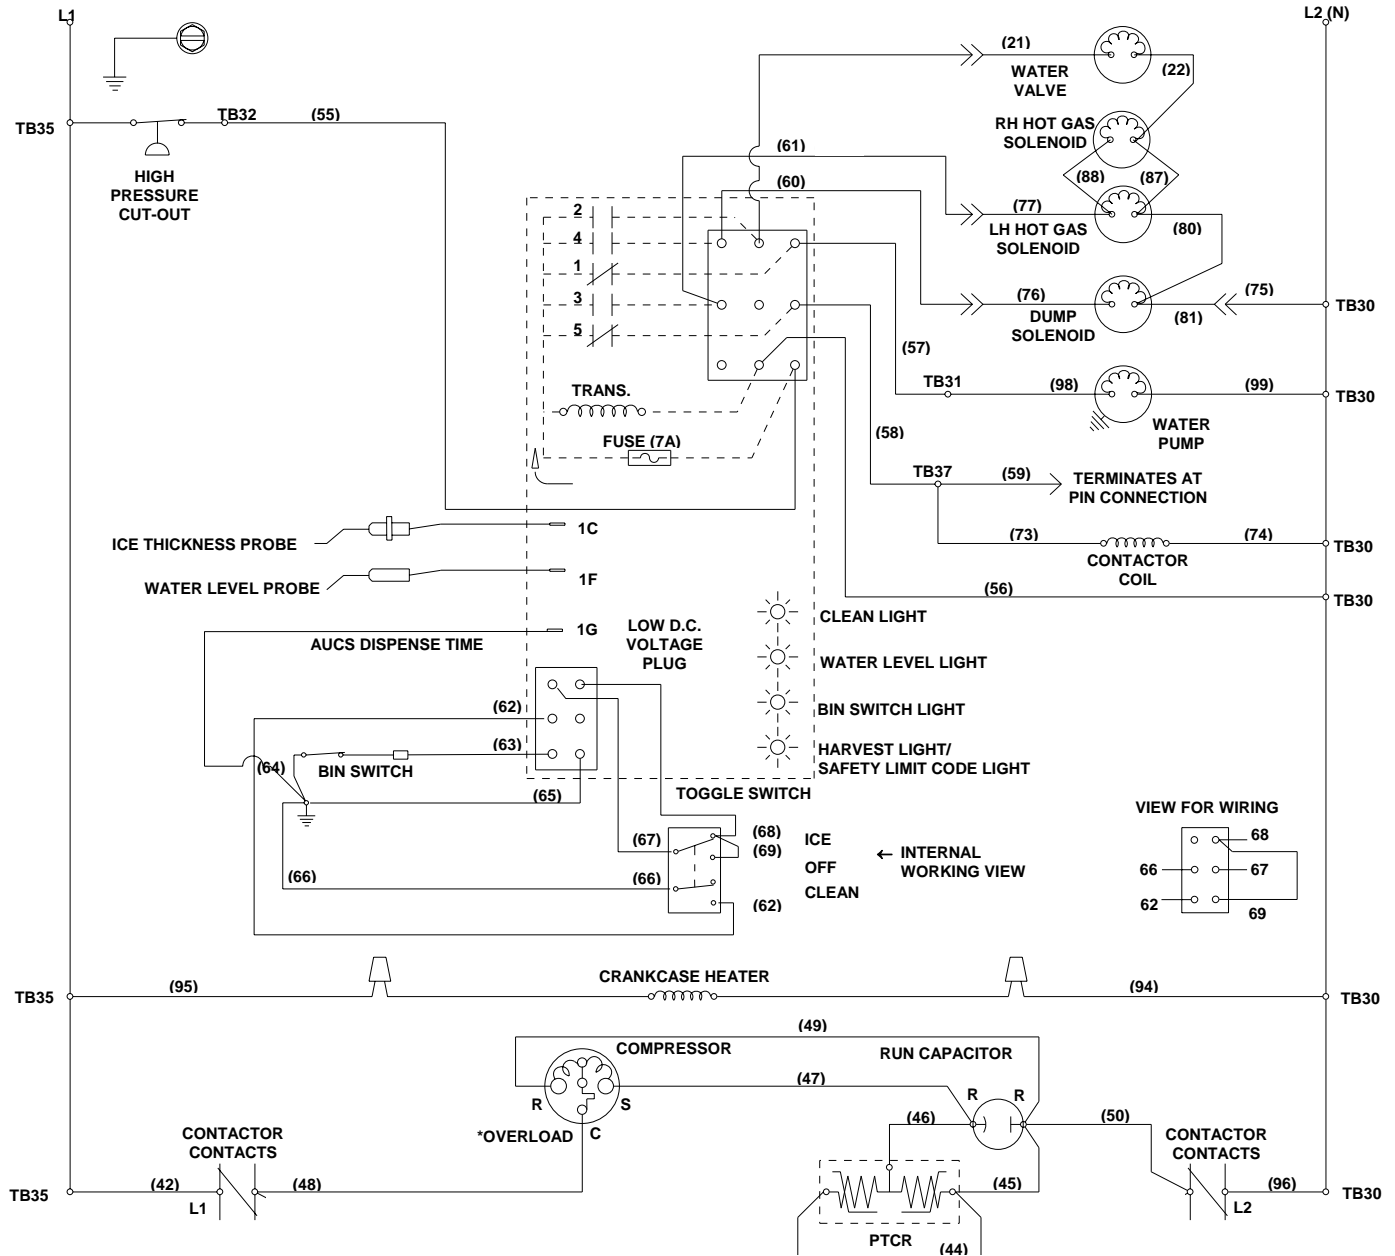 L1
L2 (N)
(21)
WATER
VALVE
(22)
TB35
TB32
(55)
HIGH
PRESSURE
CUT-OUT
RH HOT GAS
SOLENOID
(61)
(60)
(88)
(87)
(77)
LH HOT GAS
SOLENOID
(80)
2
4
1
3
5
(76)
DUMP
SOLENOID
(81)
(75)
TB30
(57)
TB31
(98)
(99)
TB30
WATER
PUMP
TRANS.
FUSE (7A)
(58)
TB37
(59)
TERMINATES AT
PIN CONNECTION
(73)
(74)
CONTACTOR
COIL
TB30
ICE THICKNESS PROBE
1C
WATER LEVEL PROBE
1F
(56)
TB30
AUCS DISPENSE TIME
1G
LOW D.C.
VOLTAGE
PLUG
CLEAN LIGHT
WATER LEVEL LIGHT
BIN SWITCH LIGHT
HARVEST LIGHT/
SAFETY LIMIT CODE LIGHT
(62)
(63)
(64)
BIN SWITCH
(65)
TOGGLE SWITCH
(67)
(68)
(69)
ICE
OFF
CLEAN
INTERNAL
WORKING VIEW
(66)
(66)
(62)
VIEW FOR WIRING
68
66
67
62
69
TB35
(95)
CRANKCASE HEATER
(94)
TB30
(49)
COMPRESSOR
RUN CAPACITOR
(47)
R
S
R
R
*OVERLOAD
C
(46)
(50)
CONTACTOR
CONTACTS
CONTACTOR
CONTACTS
TB35
(42)
L1
(48)
(45)
L2
(96)
TB30
PTCR
(44)